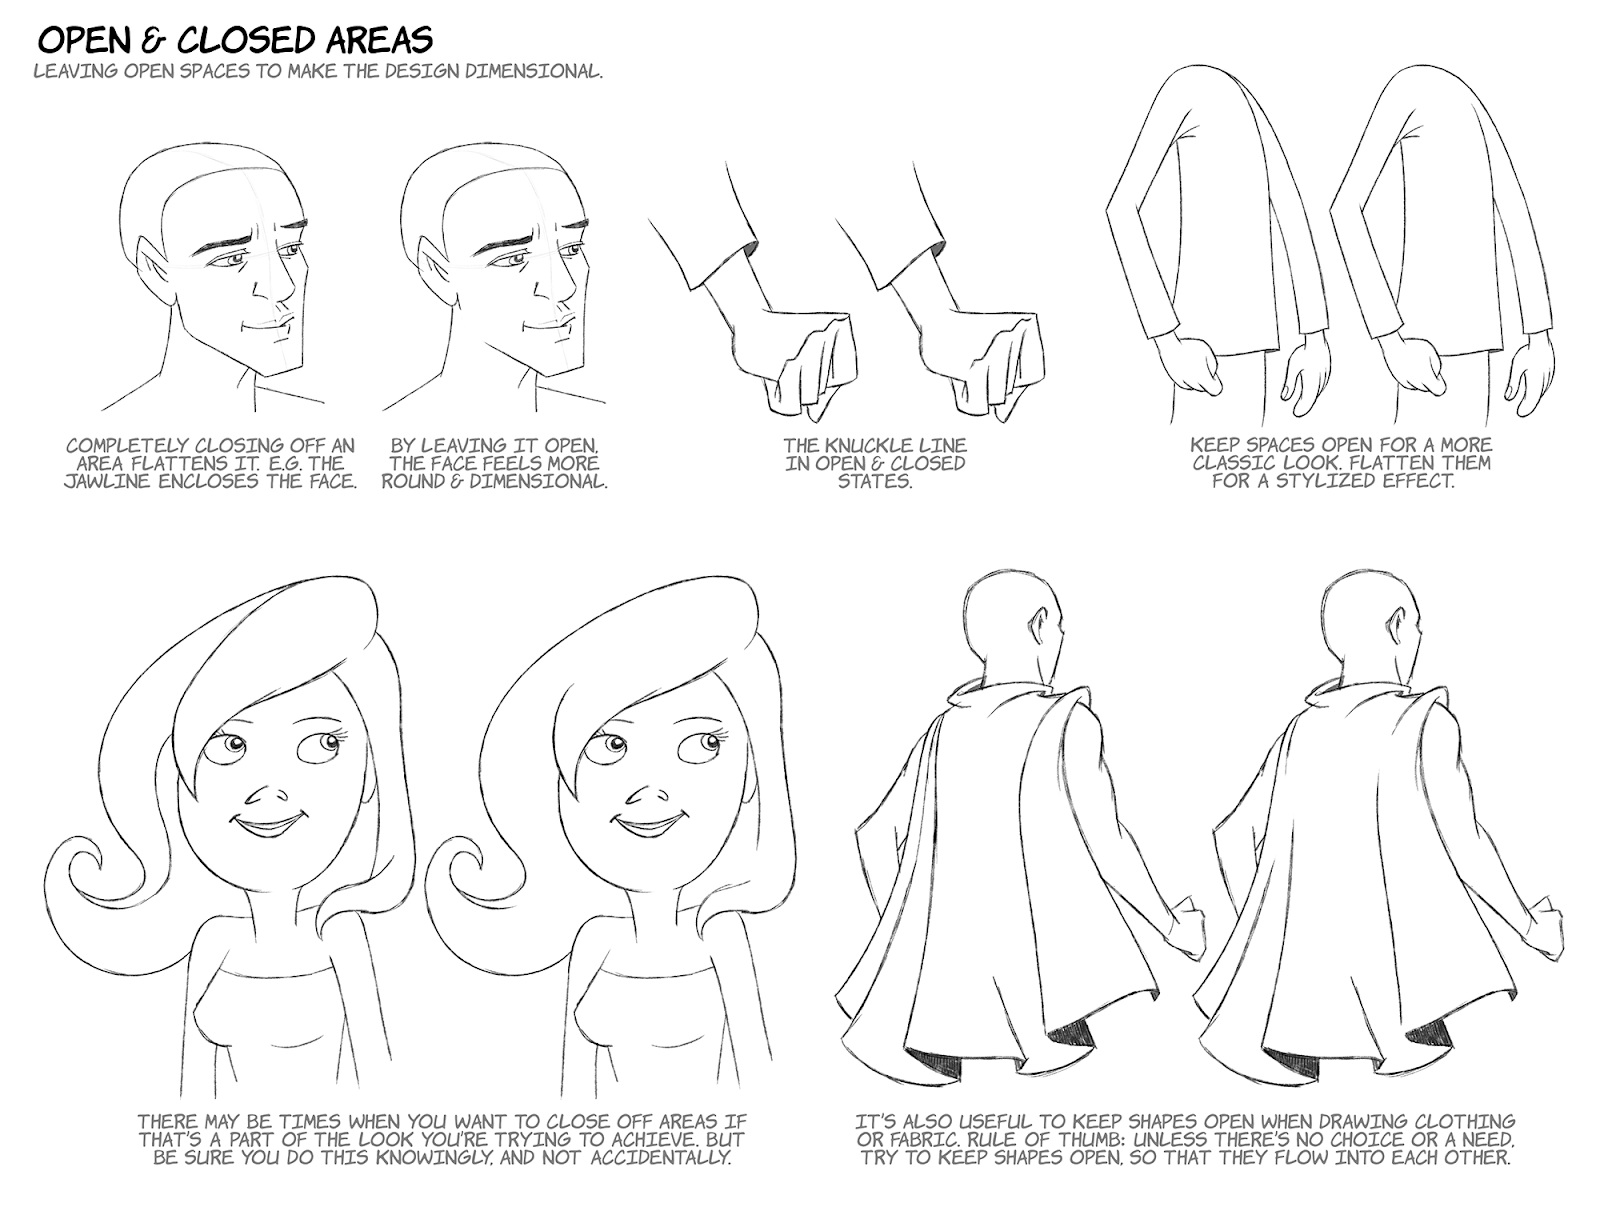 OPEN & CLOSED AREAS
LEAVING OPEN SPACES TO MAKE THE DESIGN DIMENSIONAL.
COMPLETELY CLOSING OFF AN
AREA FLATTENS IT. E.G. THE
JAWLINE ENCLOSES THE FACE.
BY LEAVING IT OPEN,
THE FACE FEELS MORE
ROUND & DIMENSIONAL.
THE KNUCKLE LINE
IN OPEN & CLOSED
STATES.
KEEP SPACES OPEN FOR A MORE
CLASSIC LOOK. FLATTEN THEM
FOR A STYLIZED EFFECT.
THERE MAY BE TIMES WHEN YOU WANT TO CLOSE OFF AREAS IF
THAT'S A PART OF THE LOOK YOU'RE TRYING TO ACHIEVE. BUT
BE SURE YOU DO THIS KNOWINGLY, AND NOT ACCIDENTALLY.
IT'S ALSO USEFUL TO KEEP SHAPES OPEN WHEN DRAWING CLOTHING
OR FABRIC. RULE OF THUMB: UNLESS THERE'S NO CHOICE OR A NEED,
TRY TO KEEP SHAPES OPEN, SO THAT THEY FLOW INTO EACH OTHER.